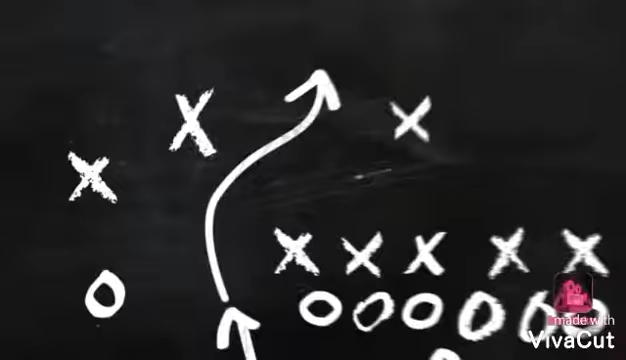 X
X
X
X X X X X
O
O O O O O O
made with
VivaCut